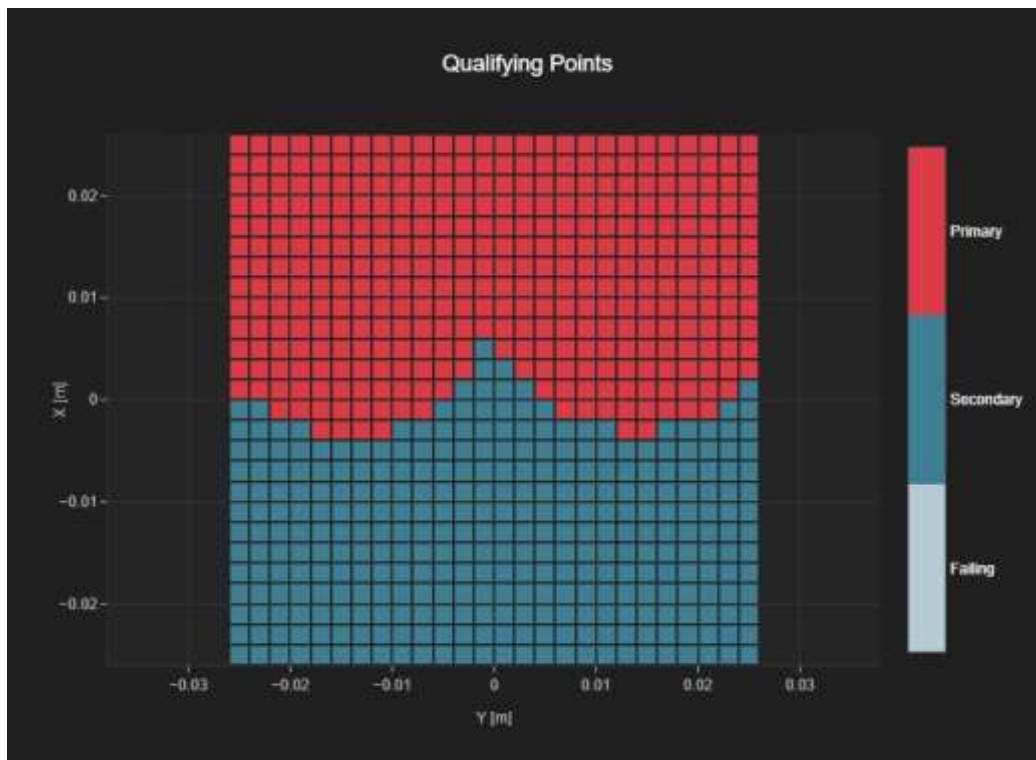 Qualifying Points
0.02
0.01
0
−0.01
−0.02
X [m]
−0.03
−0.02
−0.01
0
0.01
0.02
0.03
Y [m]
Primary
Secondary
Failing